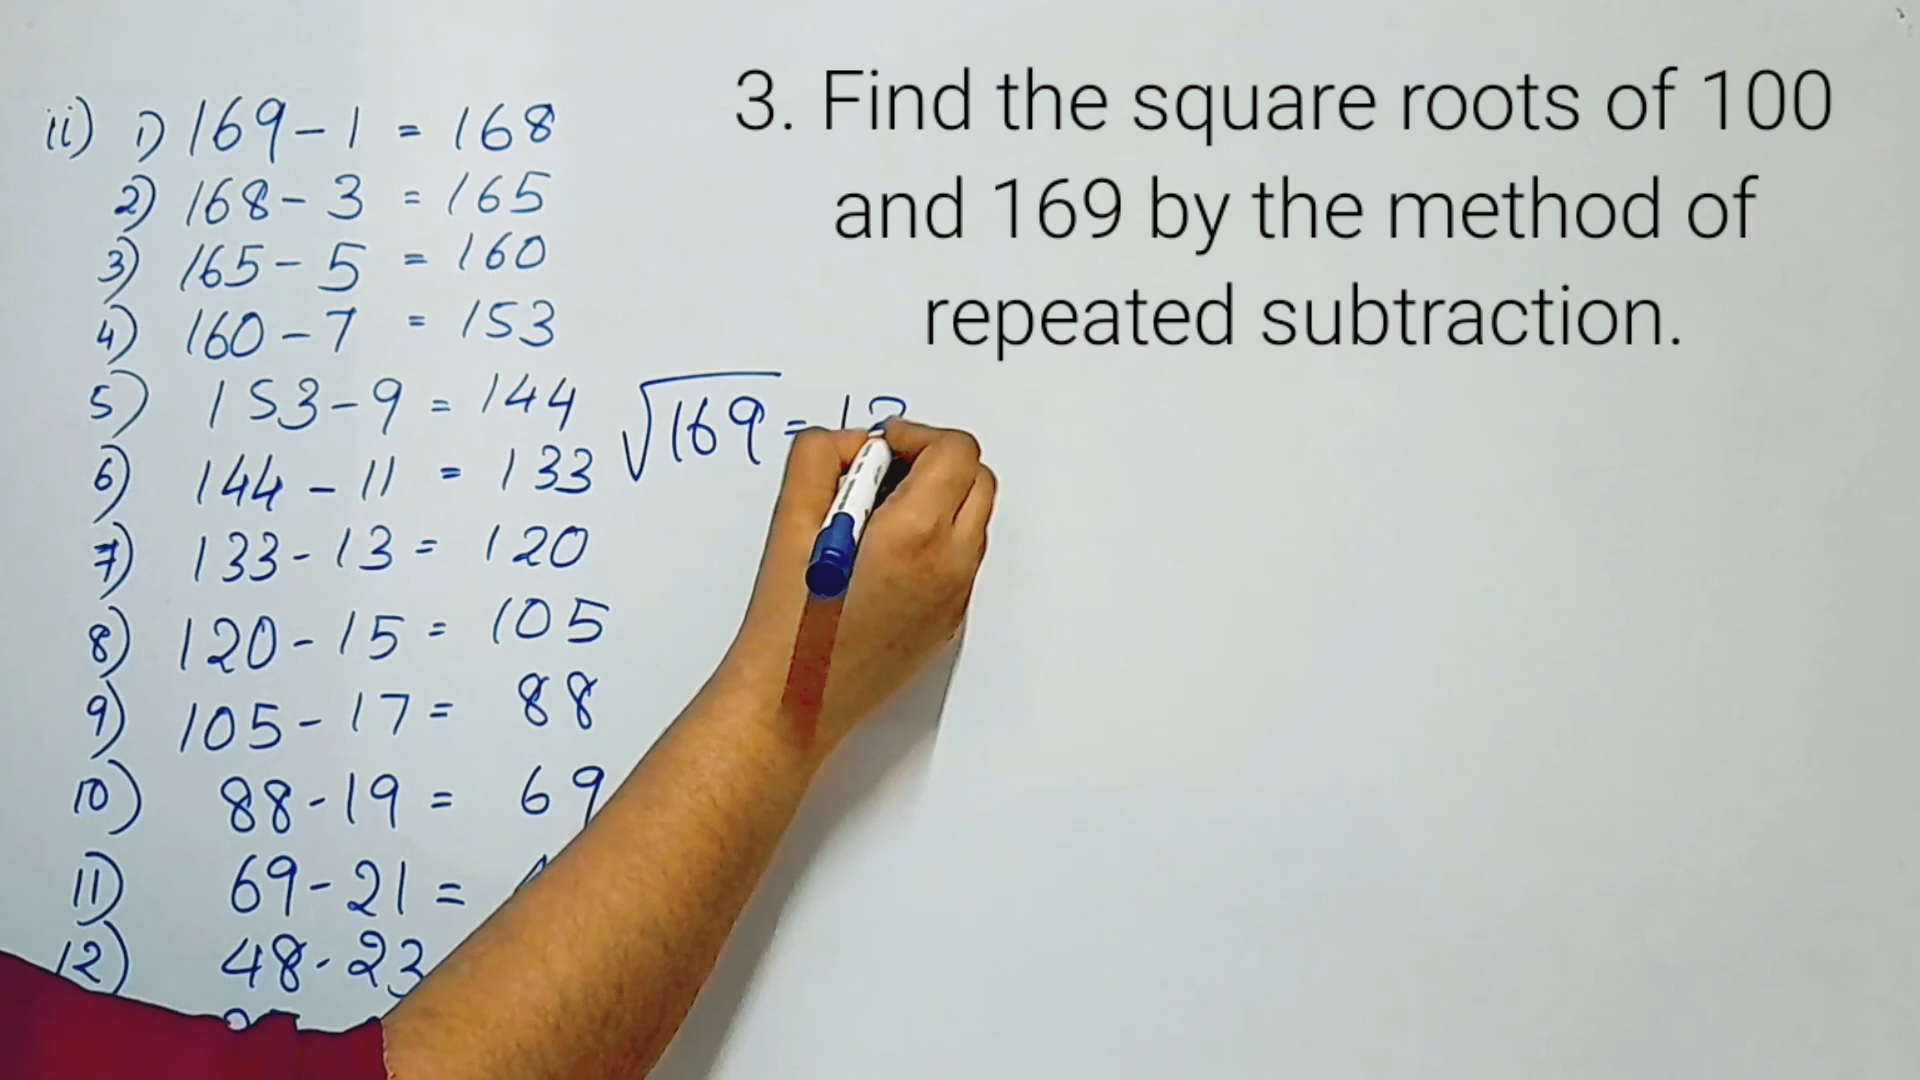 3. Find the square roots of 100
and 169 by the method of
repeated subtraction.
ii) 1) 169 - 1 = 168
2) 168 - 3 = 165
3) 165 - 5 = 160
4) 160 - 7 = 153
5) 153 - 9 = 144
6) 144 - 11 = 133
7) 133 - 13 = 120
8) 120 - 15 = 105
9) 105 - 17 = 88
10) 88 - 19 = 69
11) 69 - 21 =
12) 48 - 23
√169 = 1